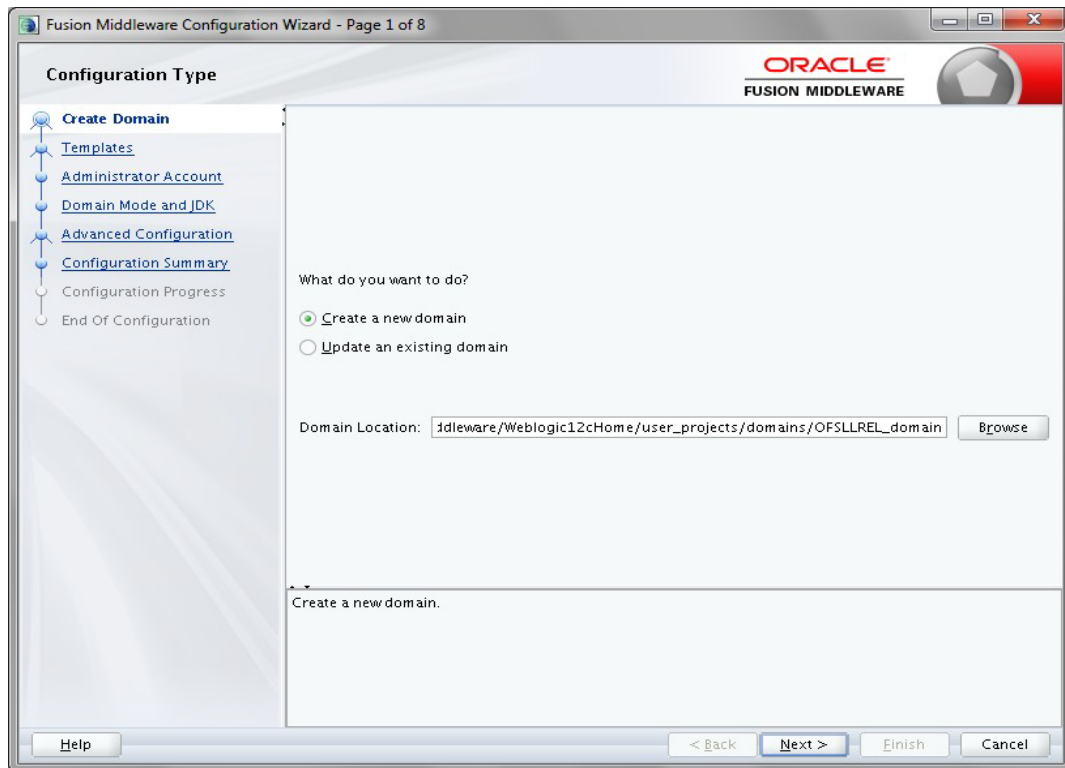 Fusion Middleware Configuration Wizard - Page 1 of 8
Configuration Type
ORACLE
FUSION MIDDLEWARE
Create Domain
Templates
Administrator Account
Domain Mode and JDK
Advanced Configuration
Configuration Summary
Configuration Progress
End Of Configuration
What do you want to do?
Create a new domain
Update an existing domain
Domain Location: ddleware/Weblogic12cHome/user_projects/domains/OFSLLREL_domain Browse
Create a new domain.
Help < Back Next > Finish Cancel